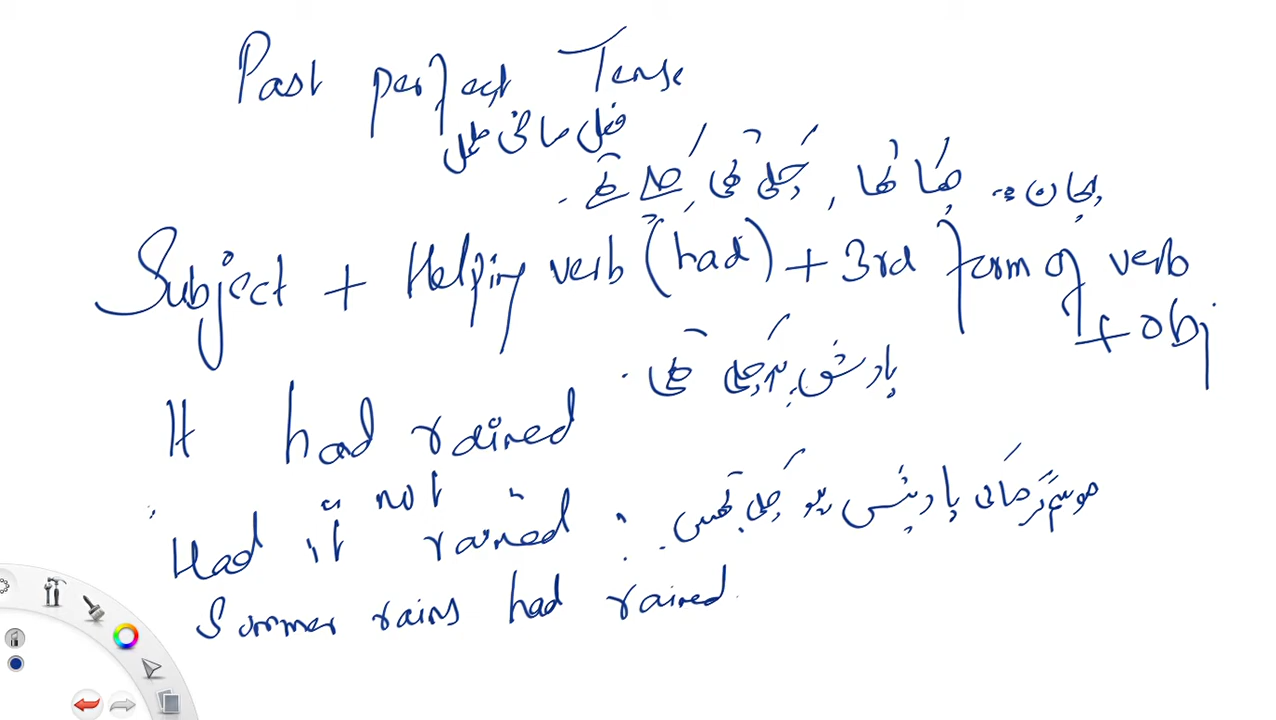 Past perfect Tense
فعل ماضی مکمل
پہچان :- چکا تھا, چکی تھی, چکے تھے۔
Subject + Helping verb (had) + 3rd form of verb
+ obj
بارش ہو چکی تھی۔
It had rained
موسم گرما کی بارشیں ہو چکی تھیں۔
" not "
Had it rained :
Summer rains had rained.